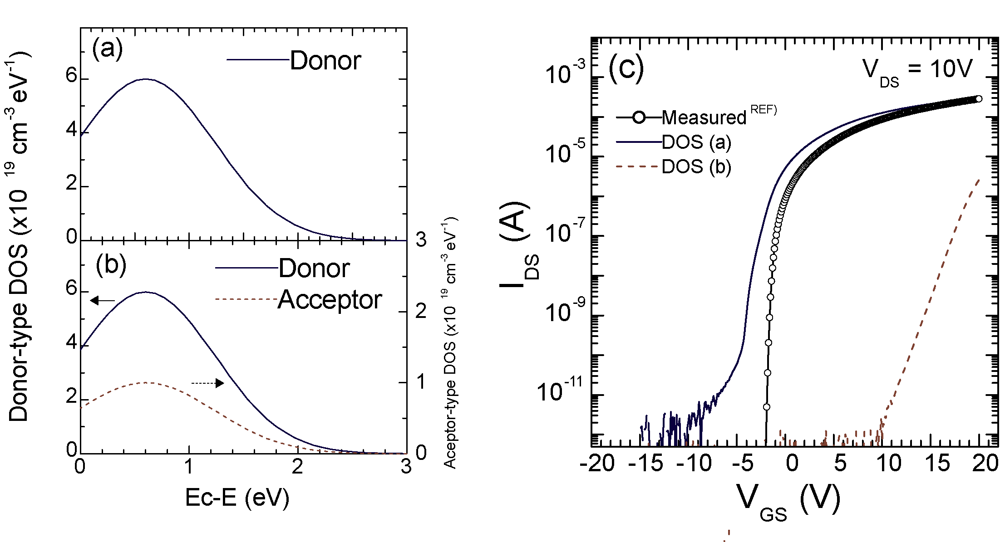 Donor-type DOS (x10 19 cm-3 eV-1)
(a)
Donor
6
4
2
0
(b)
Donor
Acceptor
6
4
2
0
3
2
1
0
Aceptor-type DOS (x10 19 cm-3 eV-1)
0 1 2 3
Ec-E (eV)
(c)
VDS = 10V
Measured REF)
DOS (a)
DOS (b)
IDS (A)
10-3
10-5
10-7
10-9
10-11
-20 -15 -10 -5 0 5 10 15 20
VGS (V)